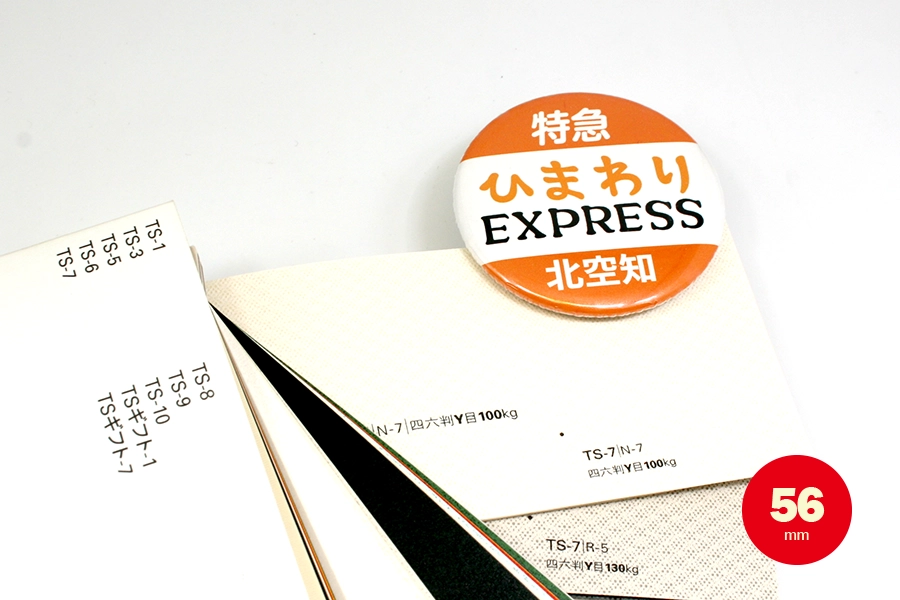 特急
ひまわり
EXPRESS
北空知
TS-1
TS-3
TS-5
TS-6
TS-7
TS-8
TS-9
TS-10
TSギフト-1
TSギフト-7
N-7|四六判Y目100kg
TS-7|N-7
四六判Y目100kg
TS-7|R-5
四六判Y目130kg
56
mm